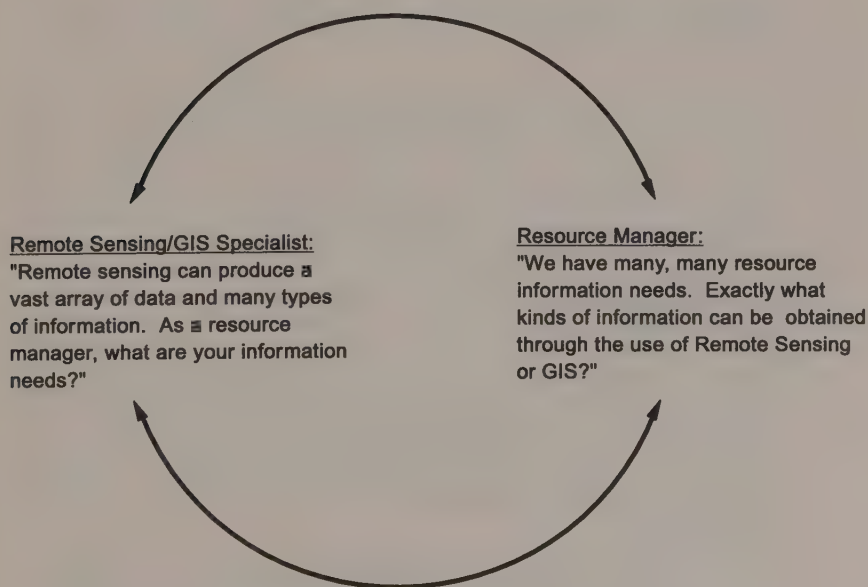 Remote Sensing/GIS Specialist:
"Remote sensing can produce a
vast array of data and many types
of information.  As a resource
manager, what are your information
needs?"
Resource Manager:
"We have many, many resource
information needs.  Exactly what
kinds of information can be  obtained
through the use of Remote Sensing
or GIS?"